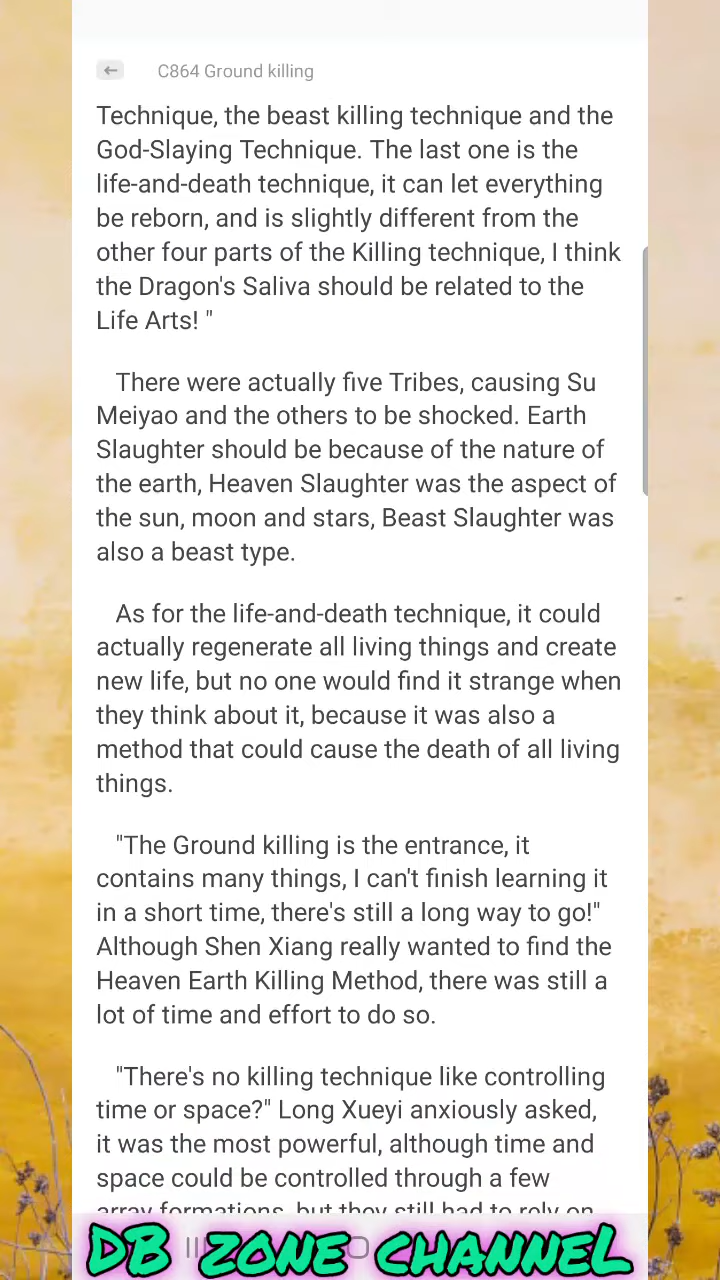 C864 Ground killing
Technique, the beast killing technique and the
God-Slaying Technique. The last one is the
life-and-death technique, it can let everything
be reborn, and is slightly different from the
other four parts of the Killing technique, I think
the Dragon's Saliva should be related to the
Life Arts! "
There were actually five Tribes, causing Su
Meiyao and the others to be shocked. Earth
Slaughter should be because of the nature of
the earth, Heaven Slaughter was the aspect of
the sun, moon and stars, Beast Slaughter was
also a beast type.
As for the life-and-death technique, it could
actually regenerate all living things and create
new life, but no one would find it strange when
they think about it, because it was also a
method that could cause the death of all living
things.
"The Ground killing is the entrance, it
contains many things, I can't finish learning it
in a short time, there's still a long way to go!"
Although Shen Xiang really wanted to find the
Heaven Earth Killing Method, there was still a
lot of time and effort to do so.
"There's no killing technique like controlling
time or space?" Long Xueyi anxiously asked,
it was the most powerful, although time and
space could be controlled through a few
array formations, but they still had to rely on
DB ZONE CHANNEL